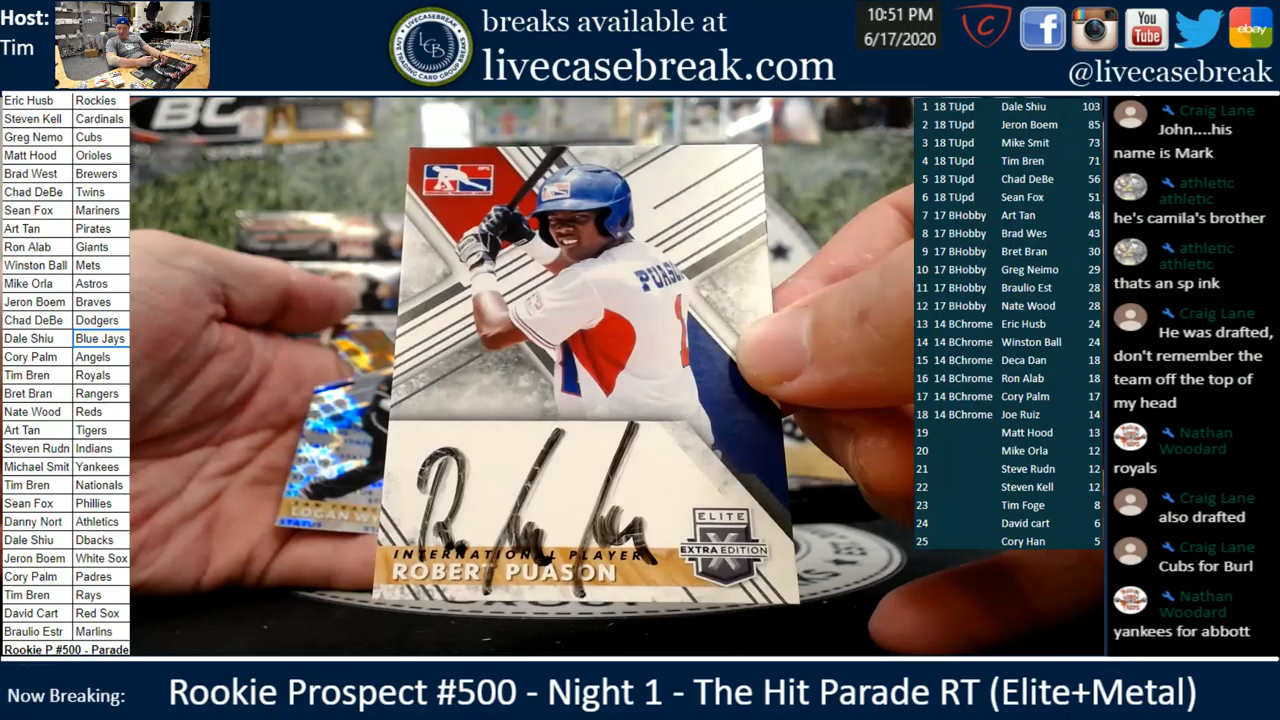 Host:
Tim
breaks available at
livecasebreak.com
LCB
10:51 PM
6/17/2020
You
Tube
ebay
@livecasebreak
Eric Husb Rockies
Steven Kell Cardinals
Greg Nemo Cubs
Matt Hood Orioles
Brad West Brewers
Chad DeBe Twins
Sean Fox Mariners
Art Tan Pirates
Ron Alab Giants
Winston Ball Mets
Mike Orla Astros
Jeron Boem Braves
Chad DeBe Dodgers
Dale Shiu Blue Jays
Cory Palm Angels
Tim Bren Royals
Bret Bran Rangers
Nate Wood Reds
Art Tan Tigers
Steven Rudn Indians
Michael Smit Yankees
Tim Bren Nationals
Sean Fox Phillies
Danny Nort Athletics
Dale Shiu Dbacks
Jeron Boem White Sox
Cory Palm Padres
Tim Bren Rays
David Cart Red Sox
Braulio Estr Marlins
Rookie P #500 - Parade
BC
PUASON
1
LOGAN W
STATUS
ELITE
X
EXTRA EDITION
INTERNATIONAL PLAYER
ROBERT PUASON
1 18 TUpd Dale Shiu 103
2 18 TUpd Jeron Boem 85
3 18 TUpd Mike Smit 73
4 18 TUpd Tim Bren 71
5 18 TUpd Chad DeBe 56
6 18 TUpd Sean Fox 51
7 17 BHobby Art Tan 48
8 17 BHobby Brad Wes 43
9 17 BHobby Bret Bran 30
10 17 BHobby Greg Neimo 29
11 17 BHobby Braulio Est 28
12 17 BHobby Nate Wood 28
13 14 BChrome Eric Husb 24
14 14 BChrome Winston Ball 24
15 14 BChrome Deca Dan 18
16 14 BChrome Ron Alab 18
17 14 BChrome Cory Palm 17
18 14 BChrome Joe Ruiz 14
19 Matt Hood 13
20 Mike Orla 12
21 Steve Rudn 12
22 Steven Kell 12
23 Tim Foge 8
24 David cart 6
25 Cory Han 5
Craig Lane
John....his
name is Mark
athletic
athletic
he's camila's brother
athletic
athletic
thats an sp ink
Craig Lane
He was drafted,
don't remember the
team off the top of
my head
Nathan
Woodard
royals
Craig Lane
also drafted
Craig Lane
Cubs for Burl
Nathan
Woodard
yankees for abbott
Now Breaking:
Rookie Prospect #500 - Night 1 - The Hit Parade RT (Elite+Metal)